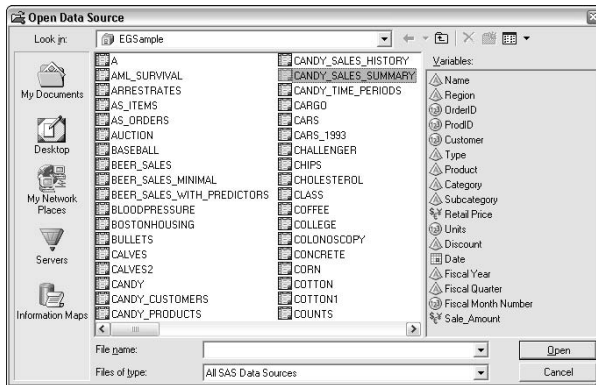 Open Data Source
Look in: EGSample
My Documents
Desktop
My Network Places
Servers
Information Maps
A
AML_SURVIVAL
ARRESTRATES
AS_ITEMS
AS_ORDERS
AUCTION
BASEBALL
BEER_SALES
BEER_SALES_MINIMAL
BEER_SALES_WITH_PREDICTORS
BLOODPRESSURE
BOSTONHOUSING
BULLETS
CALVES
CALVES2
CANDY
CANDY_CUSTOMERS
CANDY_PRODUCTS
CANDY_SALES_HISTORY
CANDY_SALES_SUMMARY
CANDY_TIME_PERIODS
CARGO
CARS
CARS_1993
CHALLENGER
CHIPS
CHOLESTEROL
CLASS
COFFEE
COLLEGE
COLONOSCOPY
CONCRETE
CORN
COTTON
COTTON1
COUNTS
Variables:
Name
Region
OrderID
ProdID
Customer
Type
Product
Category
Subcategory
Retail Price
Units
Discount
Date
Fiscal Year
Fiscal Quarter
Fiscal Month Number
Sale_Amount
File name:
Open
Files of type: All SAS Data Sources
Cancel